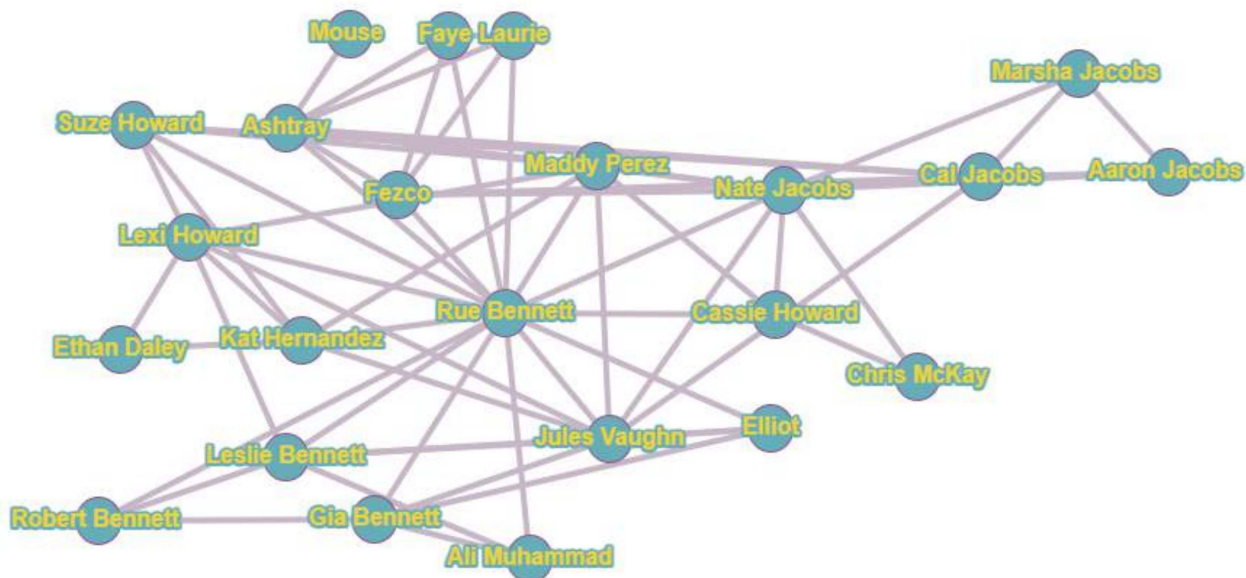 Mouse
Faye
Laurie
Marsha Jacobs
Suze Howard
Ashtray
Maddy Perez
Fezco
Nate Jacobs
Cal Jacobs
Aaron Jacobs
Lexi Howard
Rue Bennett
Cassie Howard
Ethan Daley
Kat Hernandez
Chris McKay
Jules Vaughn
Elliot
Leslie Bennett
Robert Bennett
Gia Bennett
Ali Muhammad